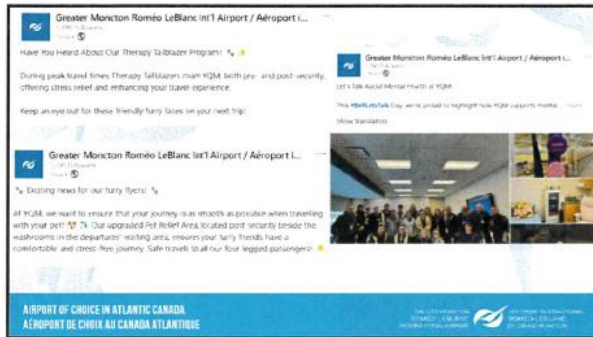 Greater Moncton Roméo LeBlanc Int'l Airport / Aéroport i...
Have You Heard About Our Therapy Tailblazer Program!
During peak travel times Therapy Tailblazers roam YQM, both pre- and post-security,
offering stress relief and enhancing your travel experience.
Keep an eye out for these friendly furry faces on your next trip!
Greater Moncton Roméo LeBlanc Int'l Airport / Aéroport i...
Exciting news for our furry flyers!
At YQM, we want to ensure that your journey is as smooth as possible when travelling
with your pet! Our upgraded Pet Relief Area, located post-security beside the
washrooms in the departures' waiting area, ensures your furry friends have a
comfortable and stress-free journey. Safe travels to all our four legged passengers!
Greater Moncton Roméo LeBlanc Int'l Airport / Aéroport i...
Let's Talk About Mental Health at YQM!
This #BellLetsTalk Day, we're proud to highlight how YQM supports mental
Show translation
AIRPORT OF CHOICE IN ATLANTIC CANADA
AÉROPORT DE CHOIX AU CANADA ATLANTIQUE